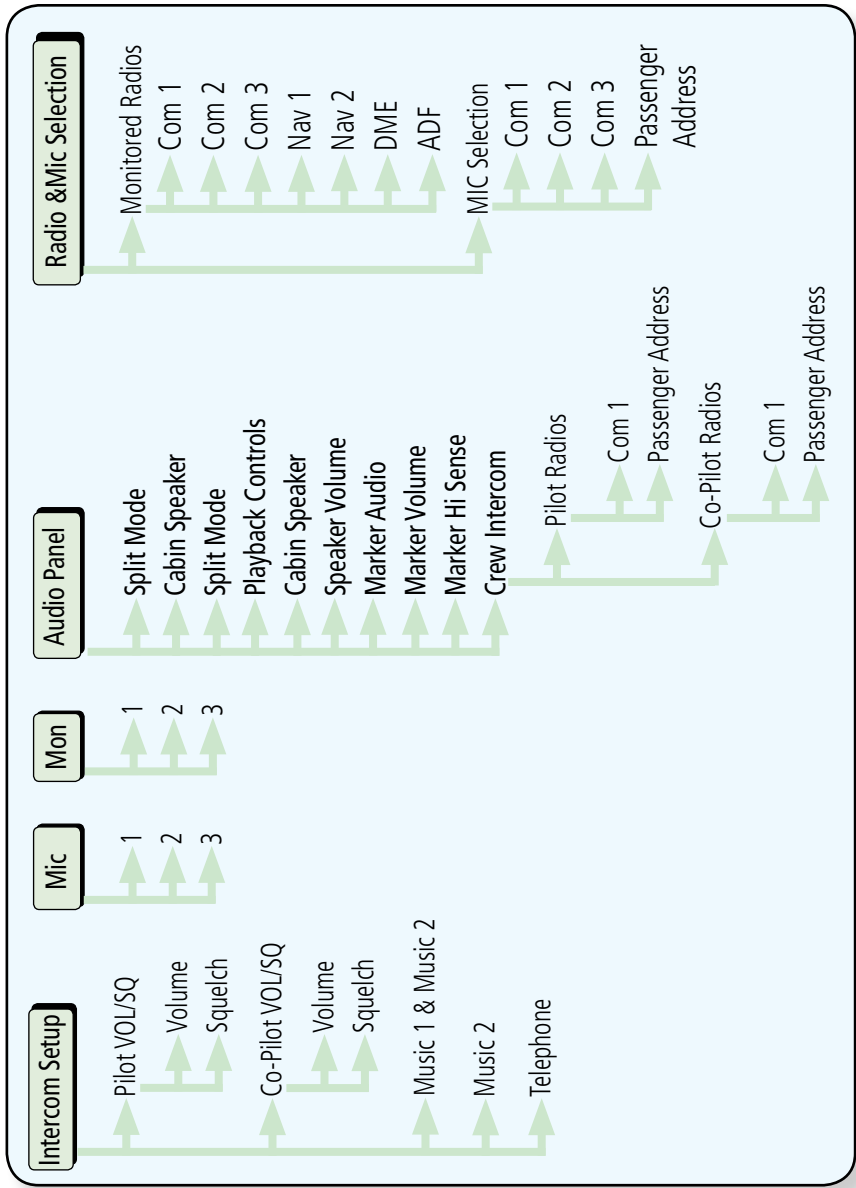 Intercom Setup
Pilot VOL/SQ
Volume
Squelch
Co-Pilot VOL/SQ
Volume
Squelch
Music 1 & Music 2
Music 2
Telephone
Mic
1
2
3
Mon
1
2
3
Audio Panel
Split Mode
Cabin Speaker
Split Mode
Playback Controls
Cabin Speaker
Speaker Volume
Marker Audio
Marker Volume
Marker Hi Sense
Crew Intercom
Pilot Radios
Com 1
Passenger Address
Co-Pilot Radios
Com 1
Passenger Address
Radio &Mic Selection
Monitored Radios
Com 1
Com 2
Com 3
Nav 1
Nav 2
DME
ADF
MIC Selection
Com 1
Com 2
Com 3
Passenger
Address